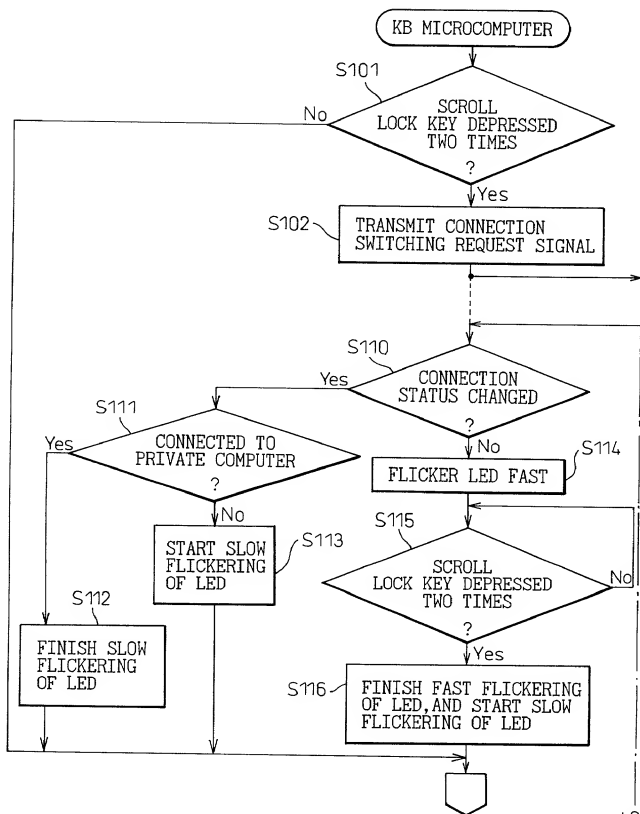 KB MICROCOMPUTER
S101
No
SCROLL
LOCK KEY DEPRESSED
TWO TIMES
?
Yes
S102
TRANSMIT CONNECTION
SWITCHING REQUEST SIGNAL
S110
Yes
CONNECTION
STATUS CHANGED
?
No
S111
Yes
CONNECTED TO
PRIVATE COMPUTER
?
No
FLICKER LED FAST
S114
START SLOW
FLICKERING
OF LED
S113
S115
SCROLL
LOCK KEY DEPRESSED
TWO TIMES
?
No
Yes
S112
FINISH SLOW
FLICKERING
OF LED
S116
FINISH FAST FLICKERING
OF LED,AND START SLOW
FLICKERING OF LED